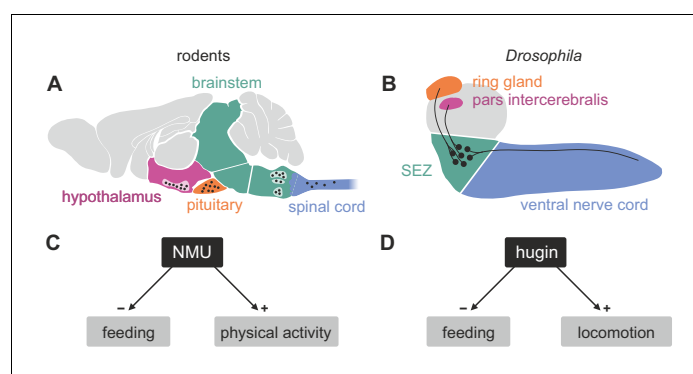 rodents
A
brainstem
hypothalamus
pituitary
spinal cord
Drosophila
B
ring gland
pars intercerebralis
SEZ
ventral nerve cord
C
NMU
–
+
feeding
physical activity
D
hugin
–
+
feeding
locomotion